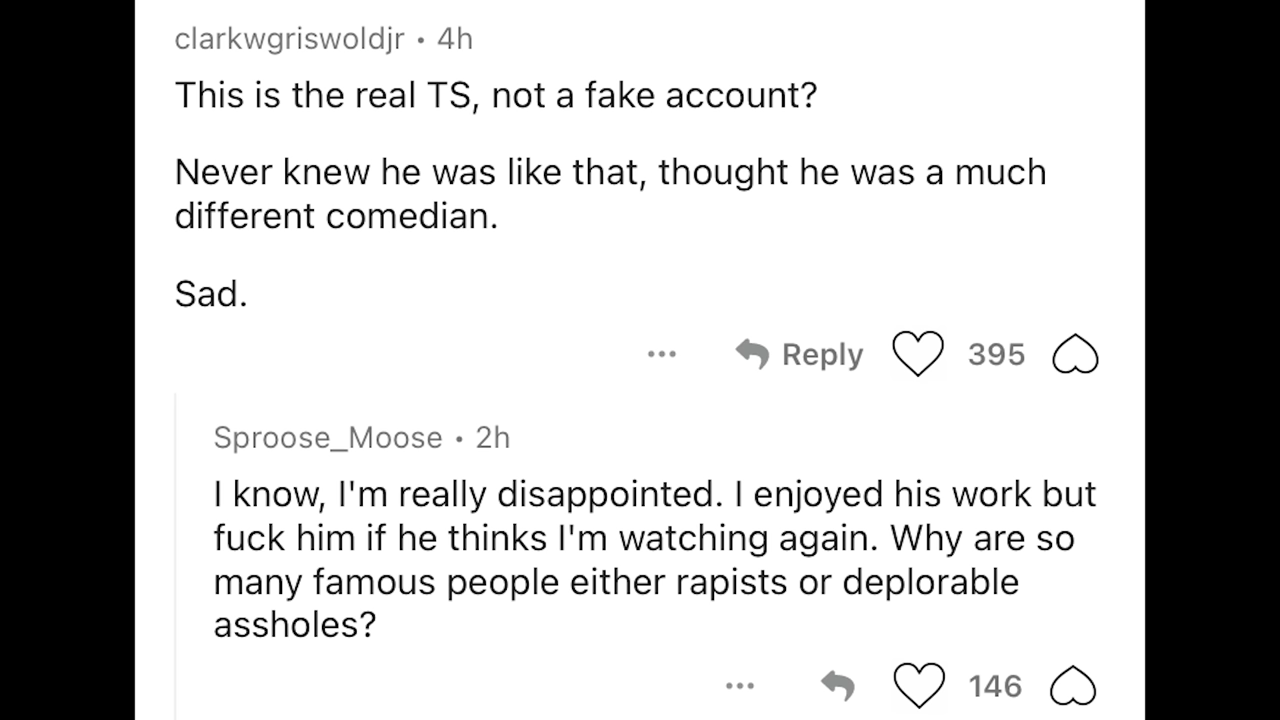 clarkwgriswoldjr • 4h
This is the real TS, not a fake account?
Never knew he was like that, thought he was a much
different comedian.
Sad.
... Reply 395
Sproose_Moose • 2h
I know, I'm really disappointed. I enjoyed his work but
fuck him if he thinks I'm watching again. Why are so
many famous people either rapists or deplorable
assholes?
... 146